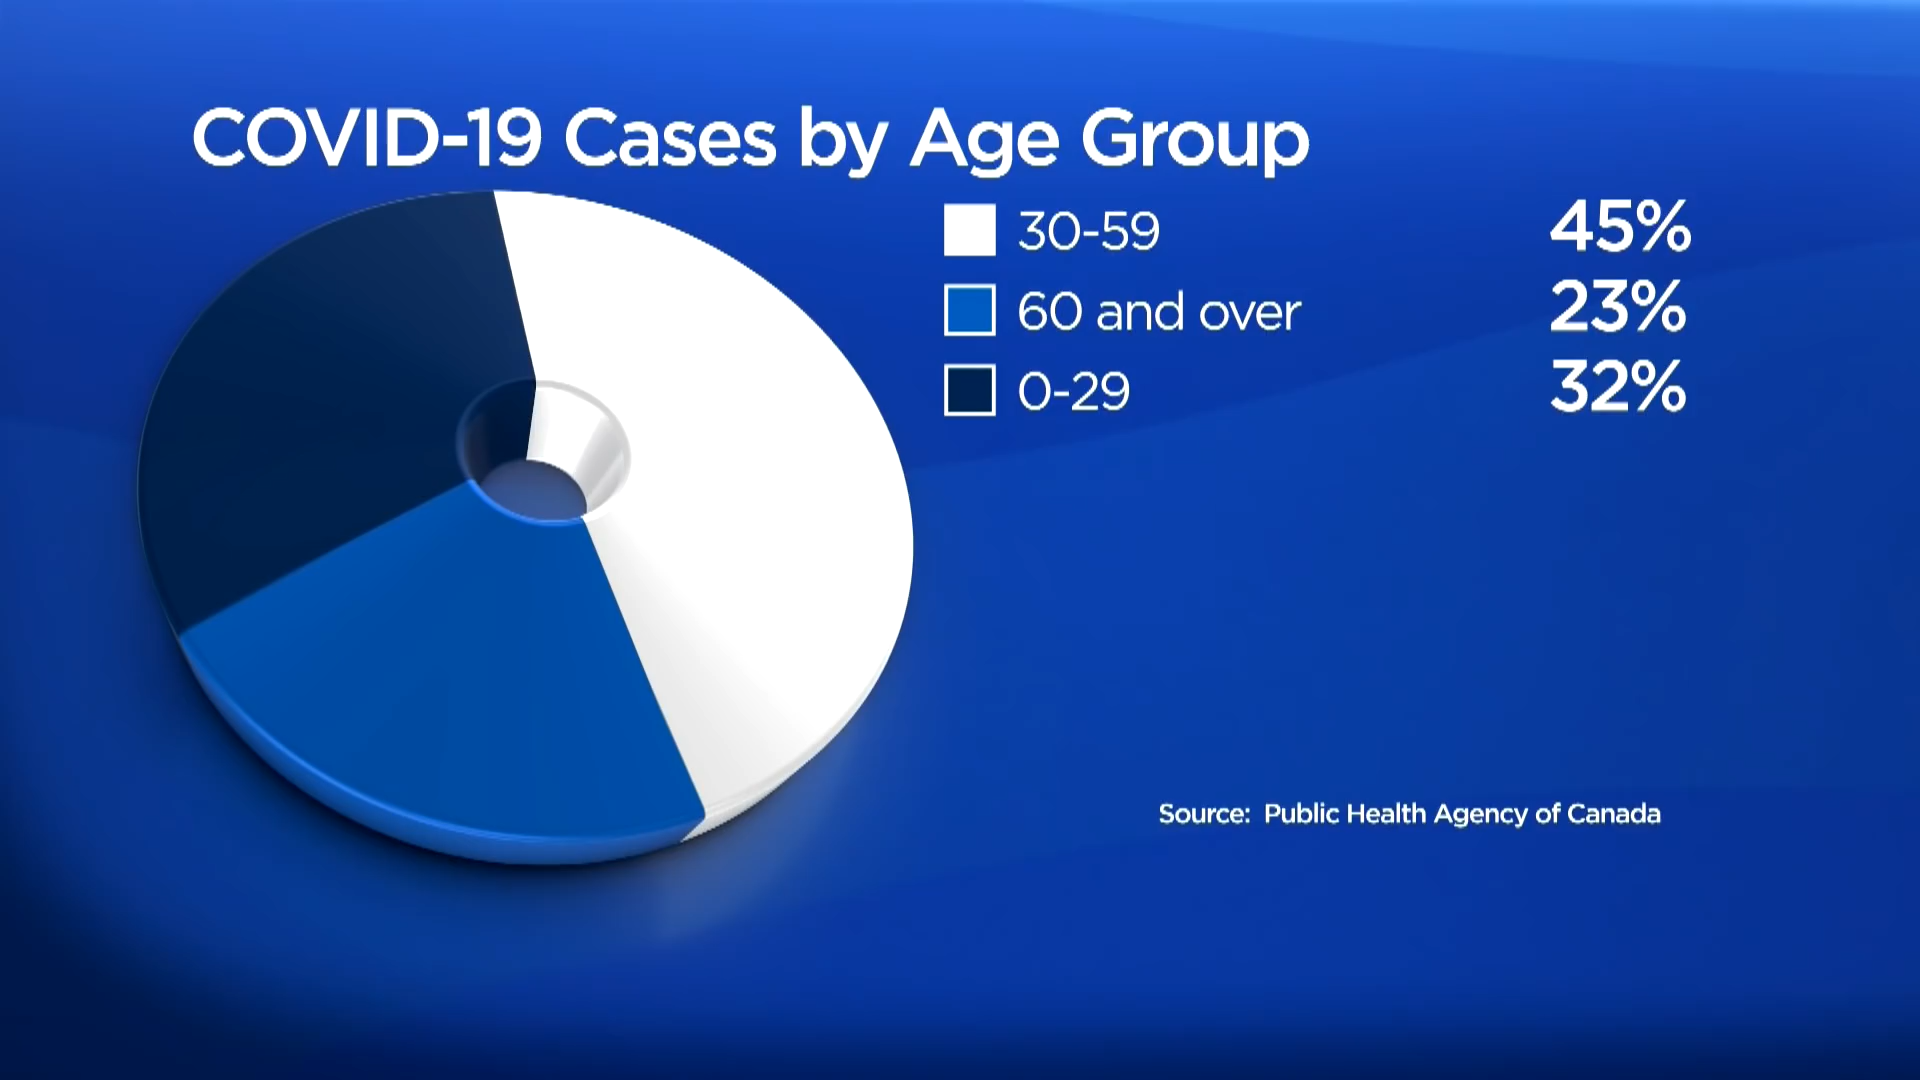 COVID-19 Cases by Age Group
30-59 45%
60 and over 23%
0-29 32%
Source: Public Health Agency of Canada